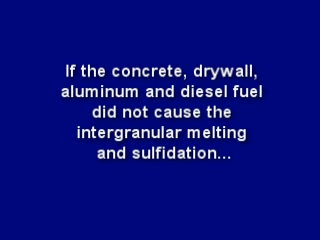 If the concrete, drywall,
aluminum and diesel fuel
did not cause the
intergranular melting
and sulfidation...